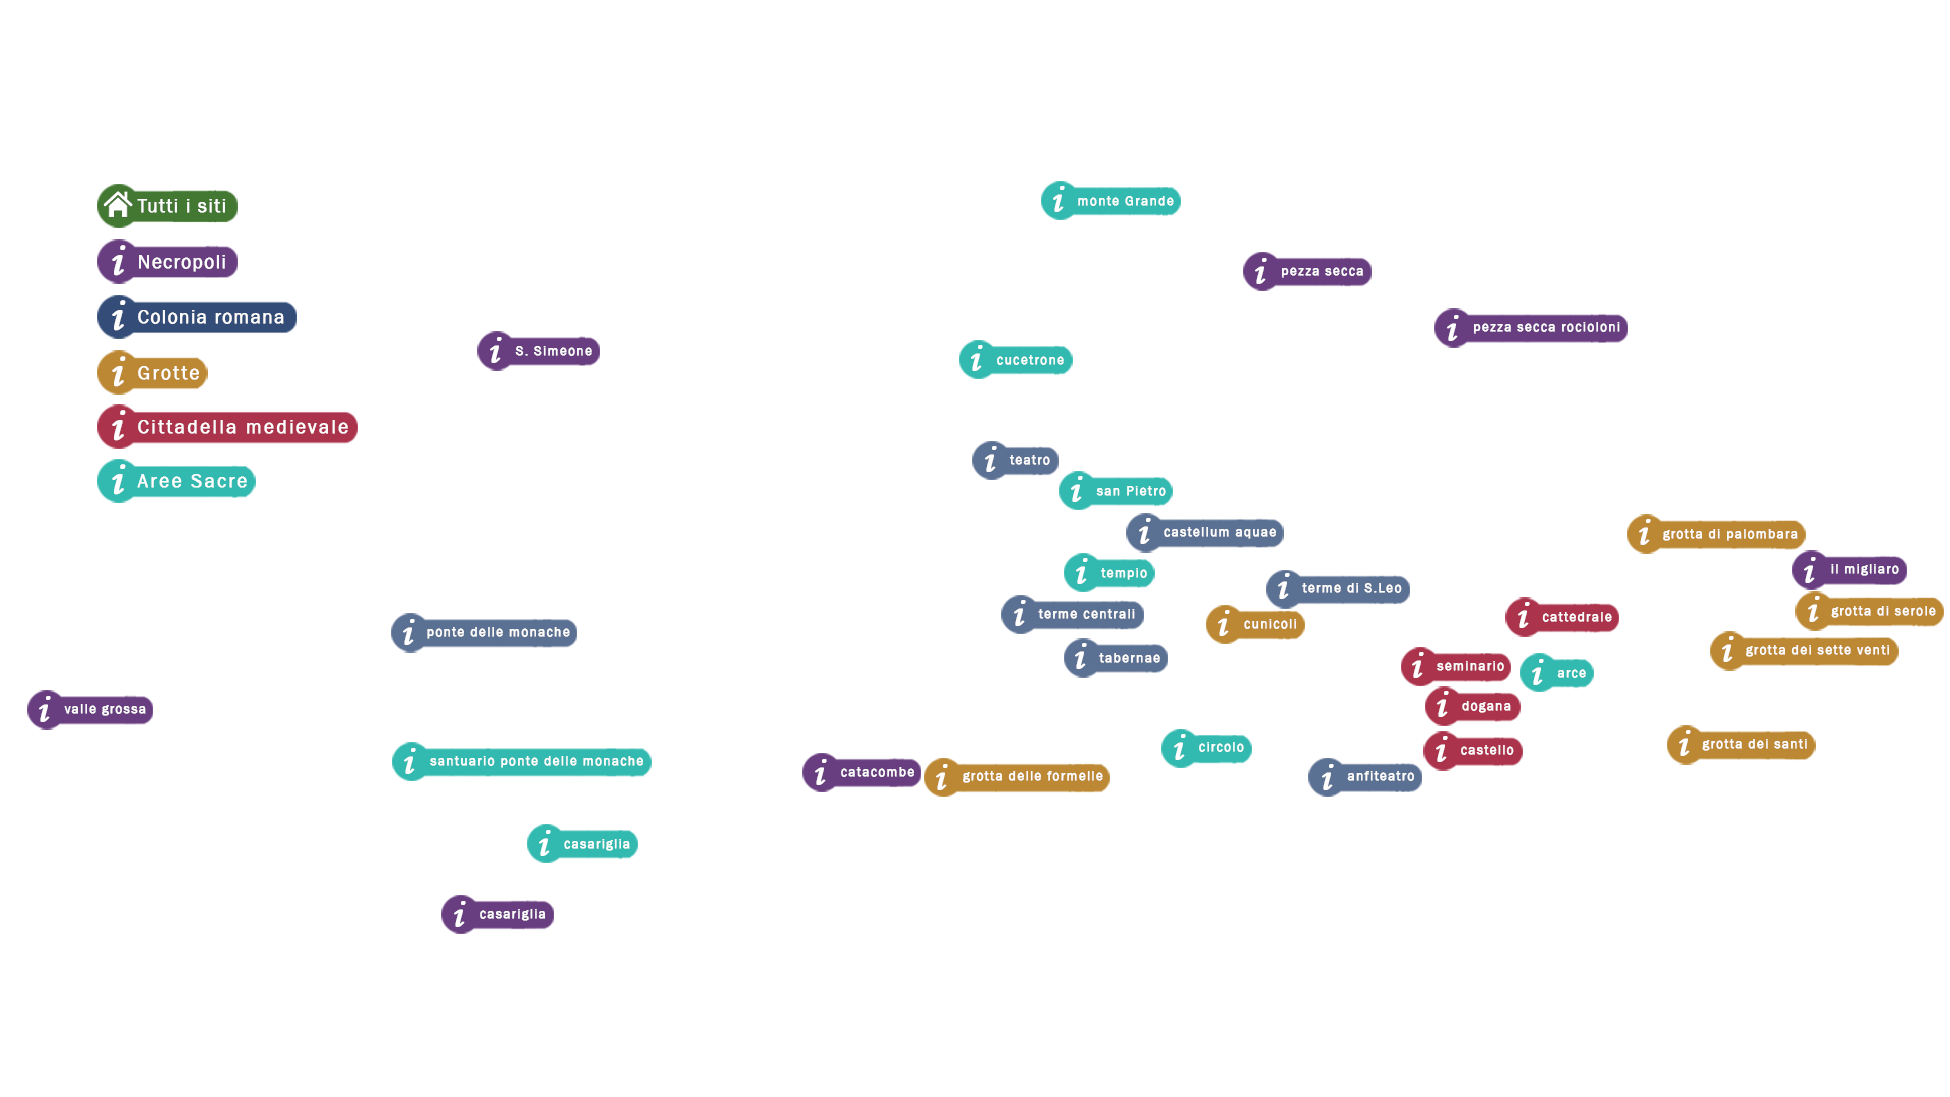 Tutti i siti
Necropoli
Colonia romana
Grotte
Cittadella medievale
Aree Sacre
monte Grande
pezza secca
pezza secca rocioloni
S. Simeone
cucetrone
teatro
san Pietro
castellum aquae
grotta di palombara
tempio
il migliaro
terme di S.Leo
terme centrali
cunicoli
cattedrale
grotta di serole
ponte delle monache
tabernae
seminario
arce
grotta dei sette venti
valle grossa
dogana
santuario ponte delle monache
circolo
castello
grotta dei santi
catacombe
grotta delle formelle
anfiteatro
casariglia
casariglia